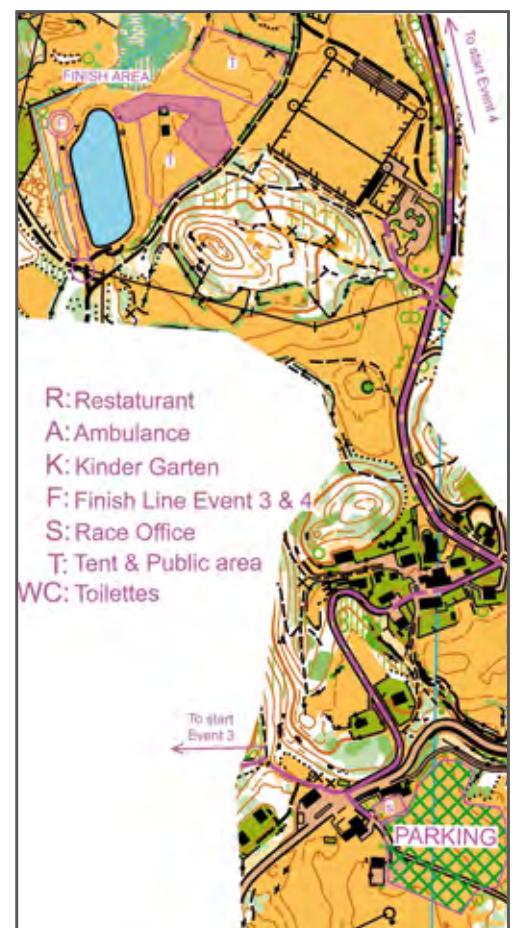 To start Event 4
FINISH AREA
T
F
T
R: Restaturant
A: Ambulance
K: Kinder Garten
F: Finish Line Event 3 & 4
S: Race Office
T: Tent & Public area
WC: Toilettes
To start
Event 3
S
PARKING